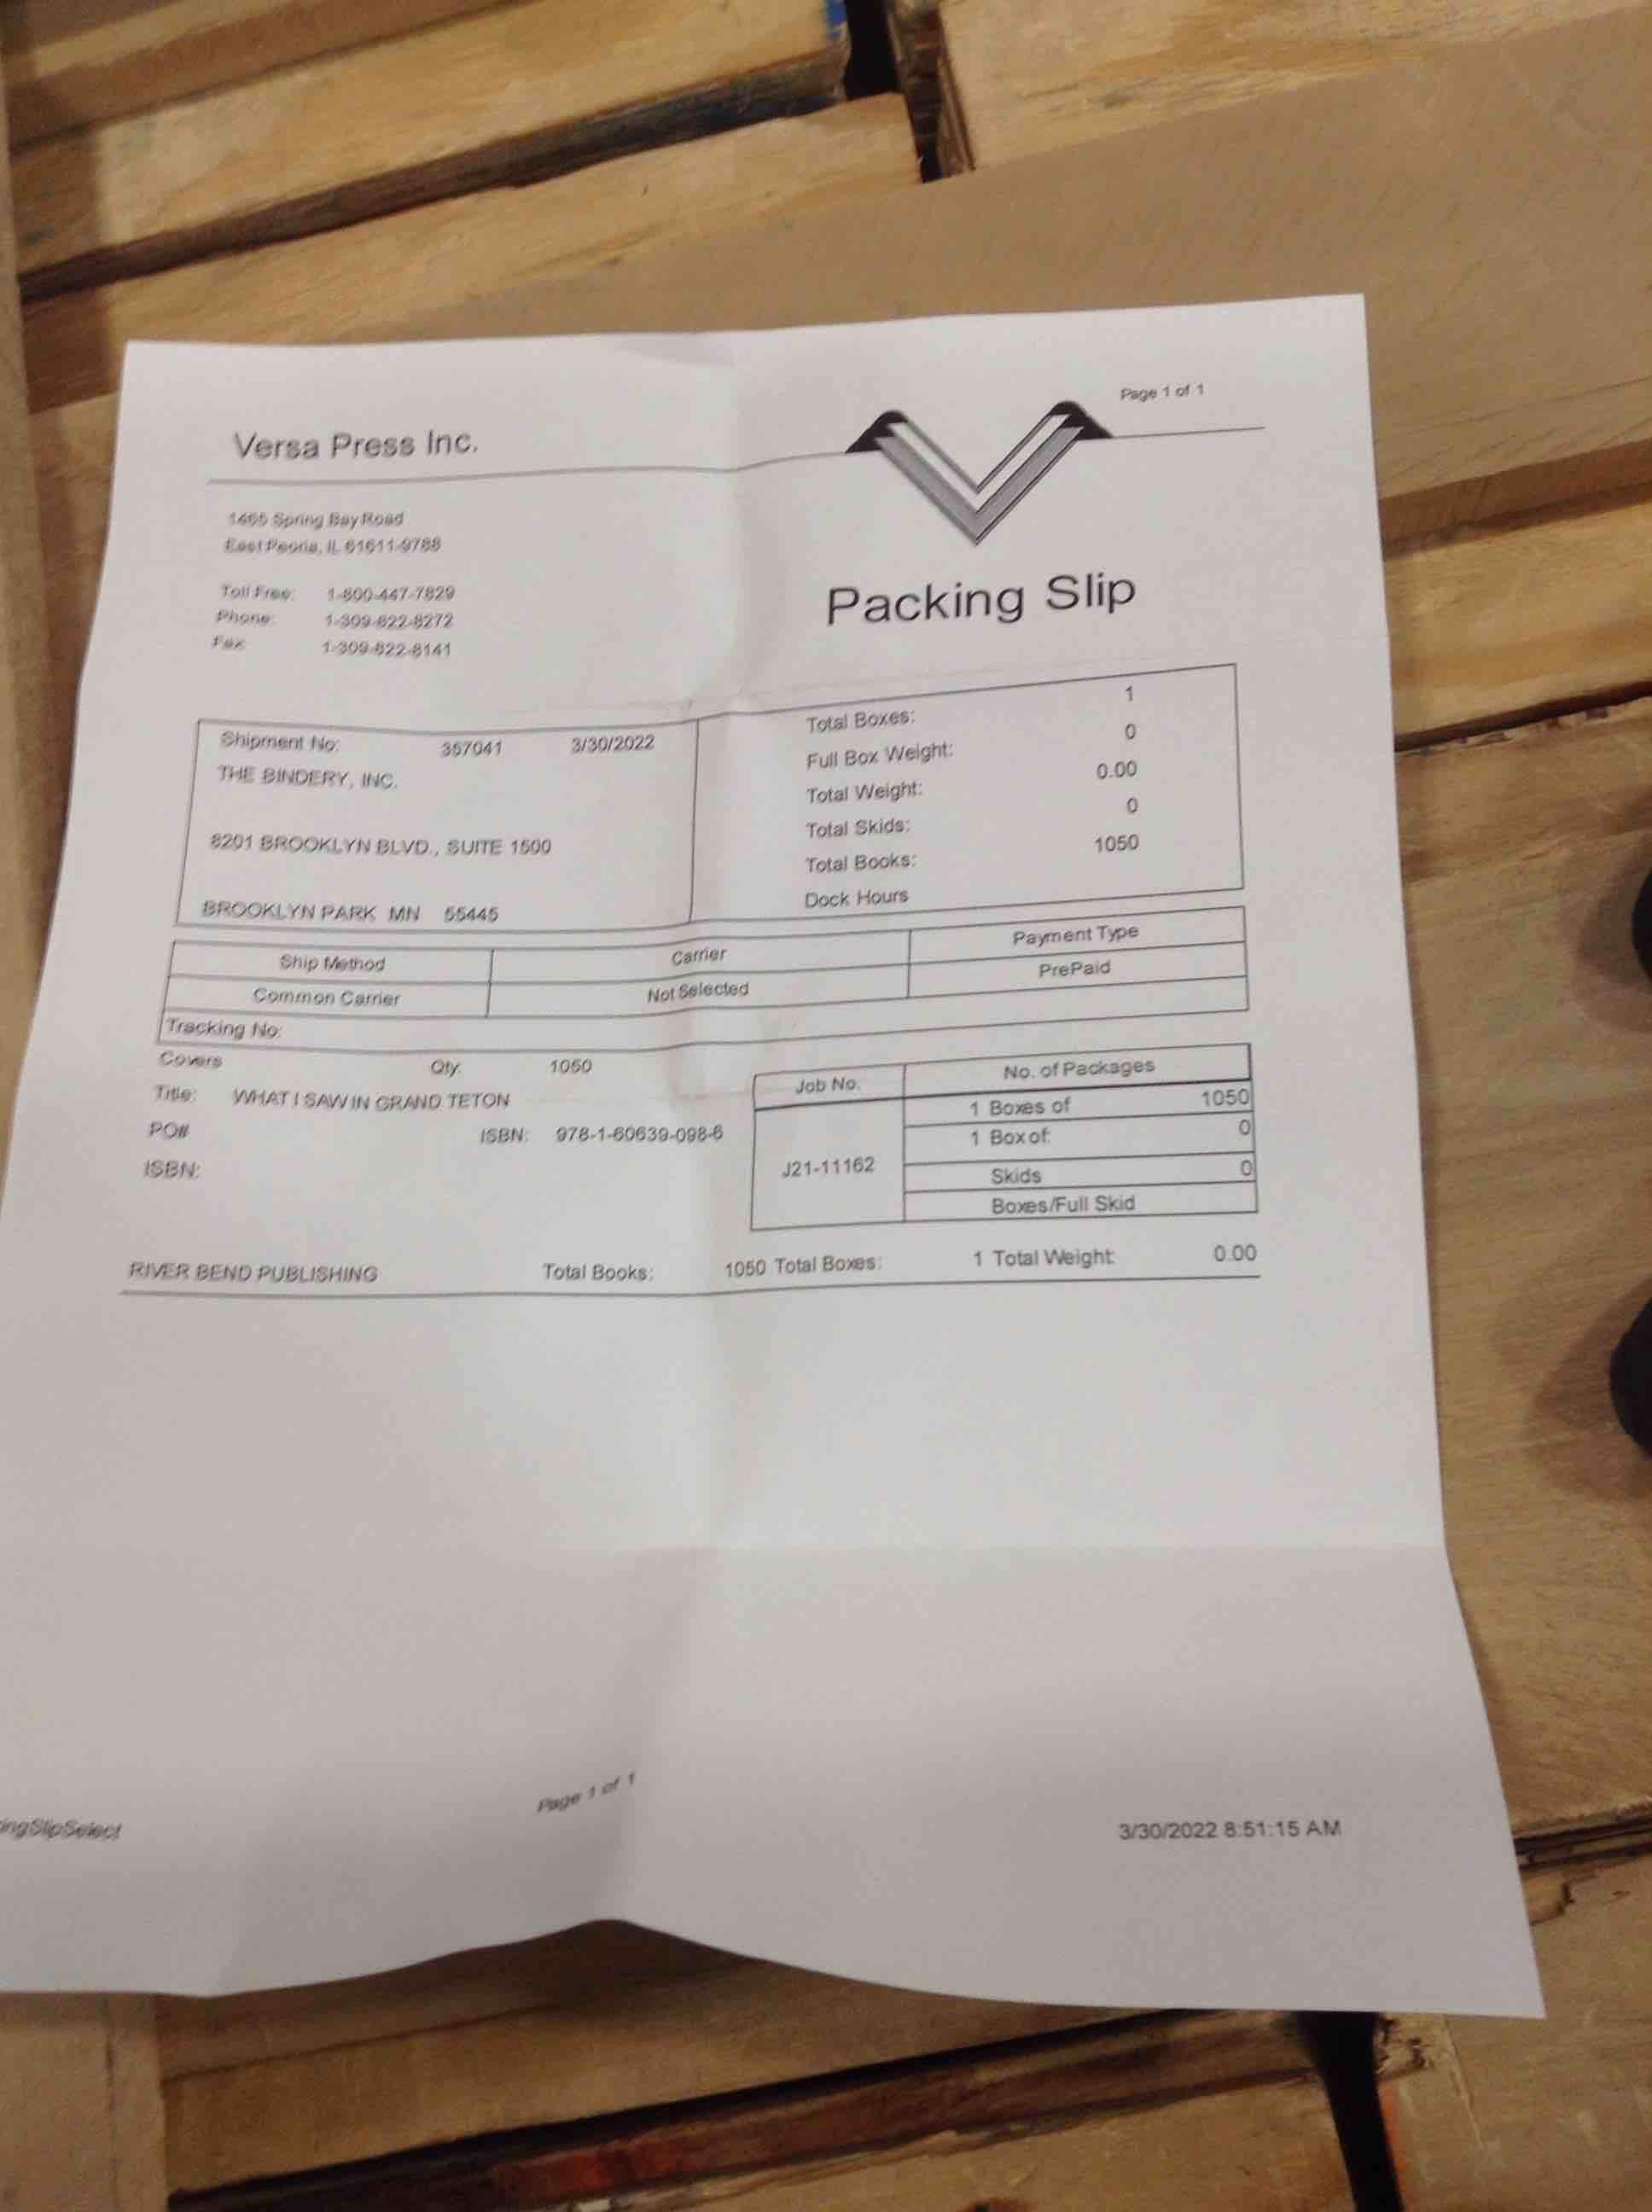 Page 1 of 1
Versa Press Inc.
1465 Spring Bay Road
East Peoria, IL 61611-9788
Toll Free: 1-800-447-7829
Phone: 1-309-822-8272
Fax 1-309-822-8141
Packing Slip
Shipment No: 357041 3/30/2022
THE BINDERY, INC.
8201 BROOKLYN BLVD., SUITE 1500
BROOKLYN PARK MN 55445
Total Boxes: 1
Full Box Weight: 0
Total Weight: 0.00
Total Skids: 0
Total Books: 1050
Dock Hours
Ship Method Carrier Payment Type
Common Carrier Not Selected PrePaid
Tracking No:
Covers Qty: 1050
Title: WHAT I SAW IN GRAND TETON
PO#
ISBN: 978-1-60639-098-6
ISBN:
Job No. No. of Packages
J21-11162
1 Boxes of 1050
1 Box of: 0
Skids 0
Boxes/Full Skid
RIVER BEND PUBLISHING Total Books: 1050 Total Boxes: 1 Total Weight: 0.00
Page 1 of 1
ingSlipSelect
3/30/2022 8:51:15 AM